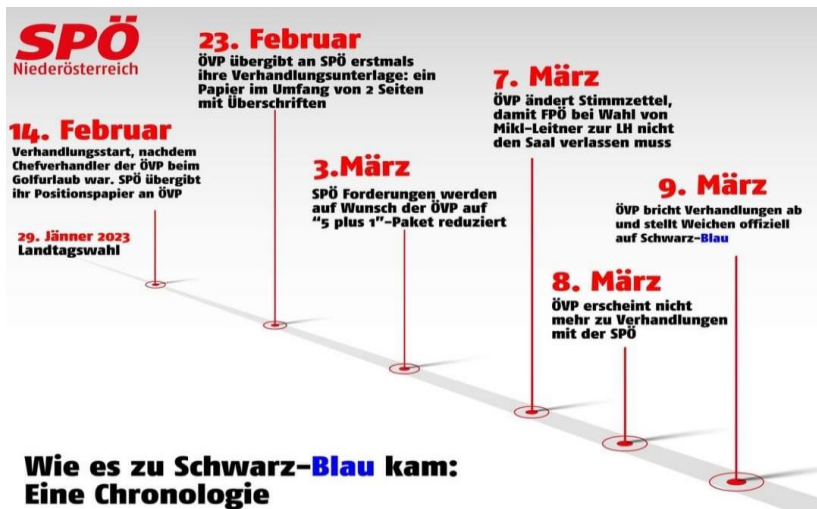 SPÖ
Niederösterreich
14. Februar
Verhandlungsstart, nachdem
Chefverhandler der ÖVP beim
Golfurlaub war. SPÖ übergibt
ihr Positionspapier an ÖVP
29. Jänner 2023
Landtagswahl
23. Februar
ÖVP übergibt an SPÖ erstmals
ihre Verhandlungsunterlage: ein
Papier im Umfang von 2 Seiten
mit Überschriften
3.März
SPÖ Forderungen werden
auf Wunsch der ÖVP auf
“5 plus 1”-Paket reduziert
7. März
ÖVP ändert Stimmzettel,
damit FPÖ bei Wahl von
Mikl-Leitner zur LH nicht
den Saal verlassen muss
8. März
ÖVP erscheint nicht
mehr zu Verhandlungen
mit der SPÖ
9. März
ÖVP bricht Verhandlungen ab
und stellt Weichen offiziell
auf Schwarz-Blau
Wie es zu Schwarz-Blau kam:
Eine Chronologie